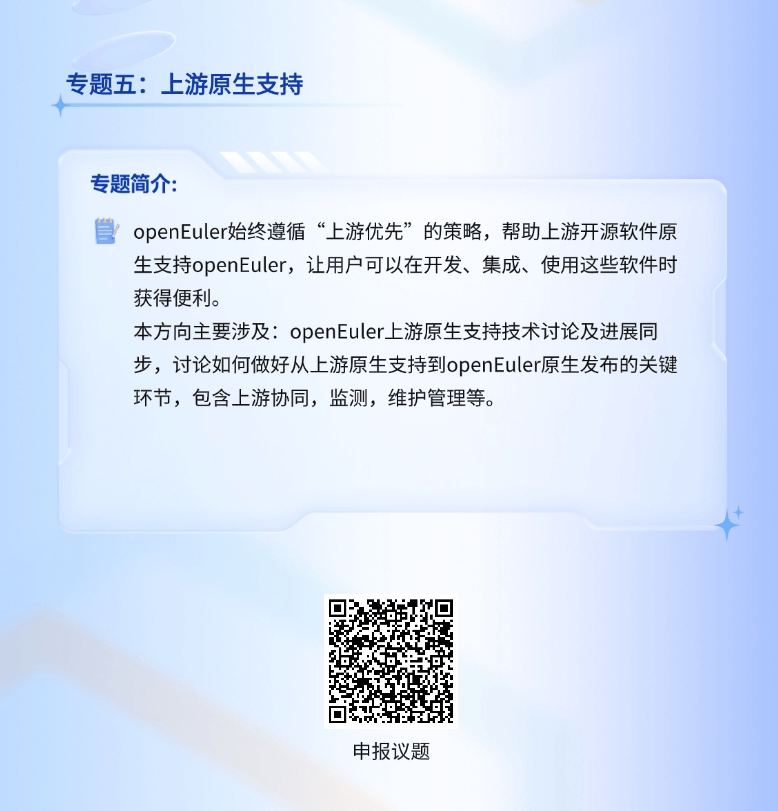 专题五：上游原生支持
专题简介:
openEuler始终遵循“上游优先”的策略，帮助上游开源软件原
生支持openEuler，让用户可以在开发、集成、使用这些软件时
获得便利。
本方向主要涉及：openEuler上游原生支持技术讨论及进展同
步，讨论如何做好从上游原生支持到openEuler原生发布的关键
环节，包含上游协同，监测，维护管理等。
申报议题